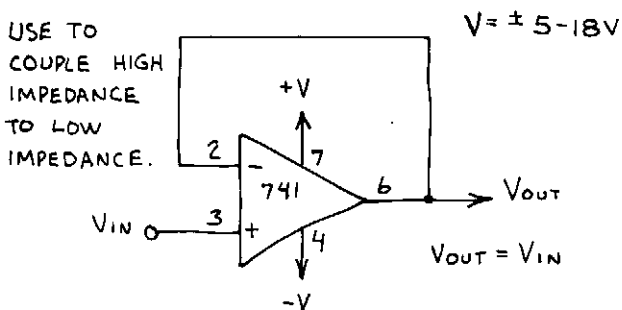 USE TO
COUPLE HIGH
IMPEDANCE
TO LOW
IMPEDANCE.
V = ± 5-18V
+V
2
-
7
741
6
VOUT
VIN
3
+
4
VOUT = VIN
-V